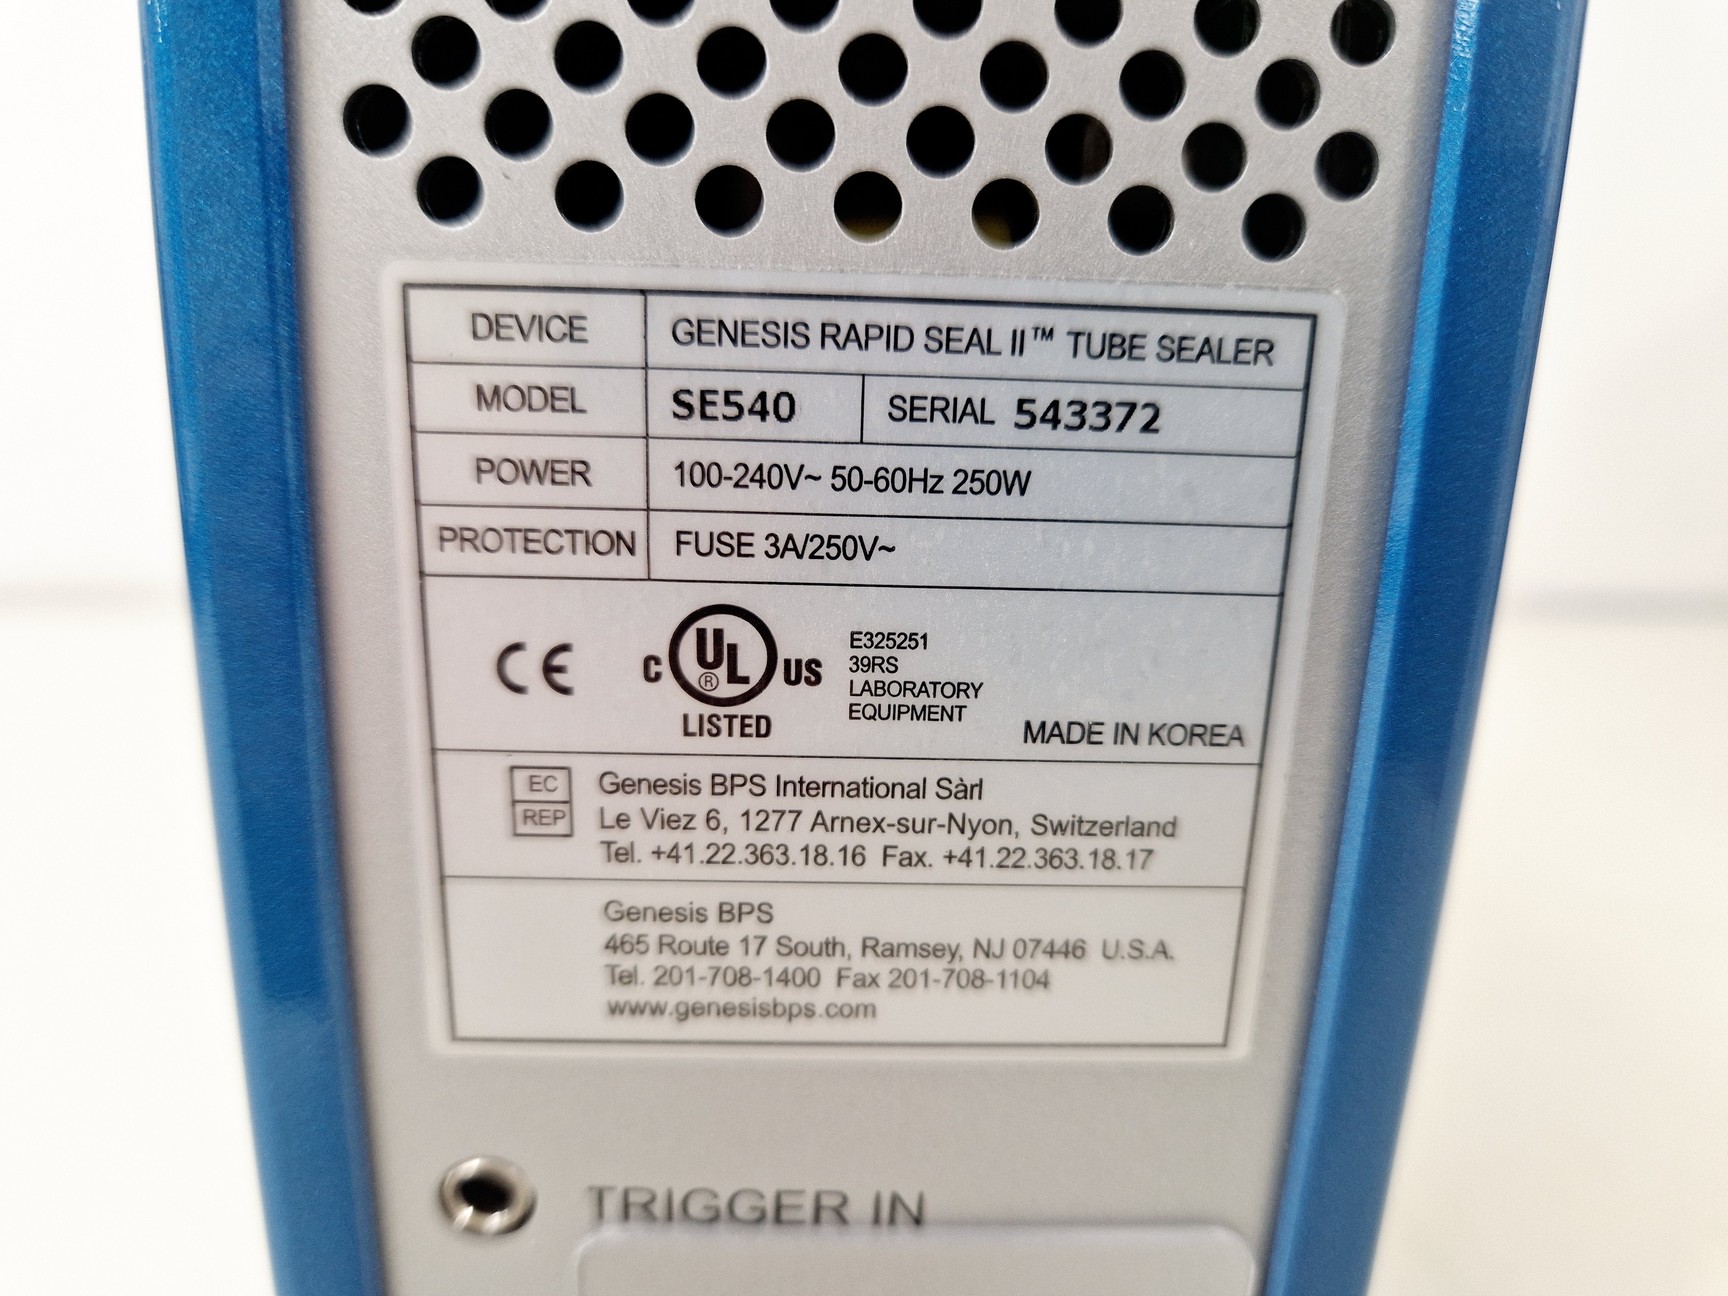 DEVICE GENESIS RAPID SEAL II™ TUBE SEALER
MODEL SE540 SERIAL 543372
POWER 100-240V~ 50-60Hz 250W
PROTECTION FUSE 3A/250V~
CE
C UL ® US
LISTED
E325251
39RS
LABORATORY
EQUIPMENT
MADE IN KOREA
EC
REP
Genesis BPS International Sàrl
Le Viez 6, 1277 Arnex-sur-Nyon, Switzerland
Tel. +41.22.363.18.16 Fax. +41.22.363.18.17
Genesis BPS
465 Route 17 South, Ramsey, NJ 07446 U.S.A.
Tel. 201-708-1400 Fax 201-708-1104
www.genesisbps.com
TRIGGER IN